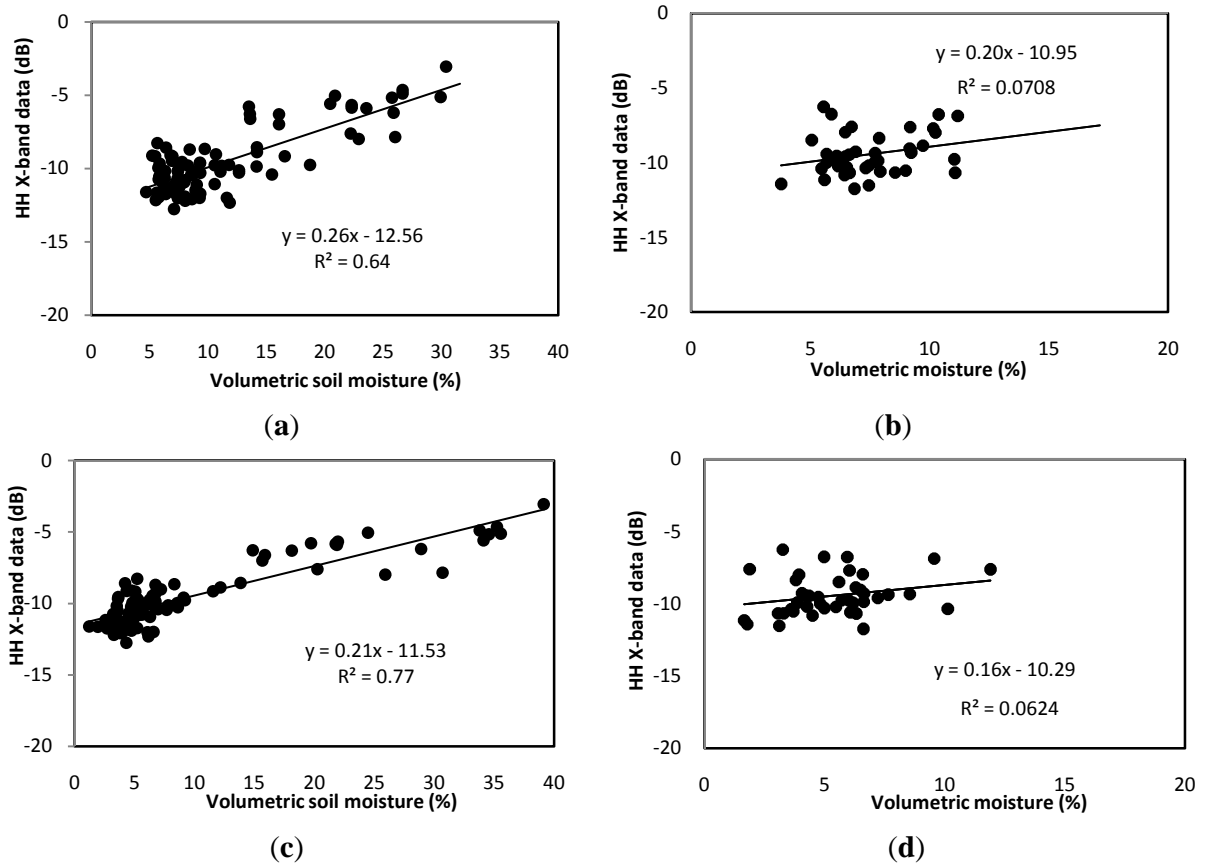 0
-5
-10
-15
-20
HH X-band data (dB)
y = 0.26x - 12.56
R² = 0.64
0 5 10 15 20 25 30 35 40
Volumetric soil moisture (%)
(a)
0
-5
-10
-15
-20
HH X-band data (dB)
y = 0.20x - 10.95
R² = 0.0708
0 5 10 15 20
Volumetric moisture (%)
(b)
0
-5
-10
-15
-20
HH X-band data (dB)
y = 0.21x - 11.53
R² = 0.77
0 5 10 15 20 25 30 35 40
Volumetric soil moisture (%)
(c)
0
-5
-10
-15
-20
HH X-band data (dB)
y = 0.16x - 10.29
R² = 0.0624
0 5 10 15 20
Volumetric moisture (%)
(d)